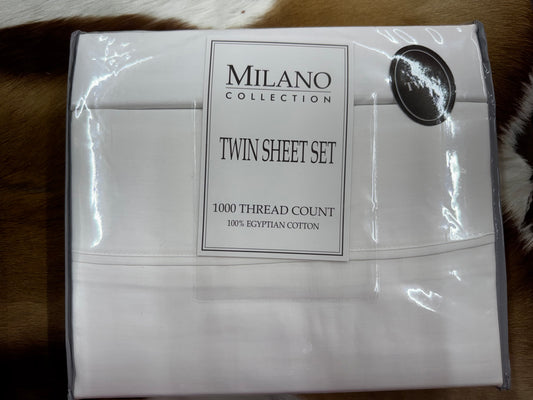 MILANO
COLLECTION
TWIN SHEET SET
1000 THREAD COUNT
100% EGYPTIAN COTTON